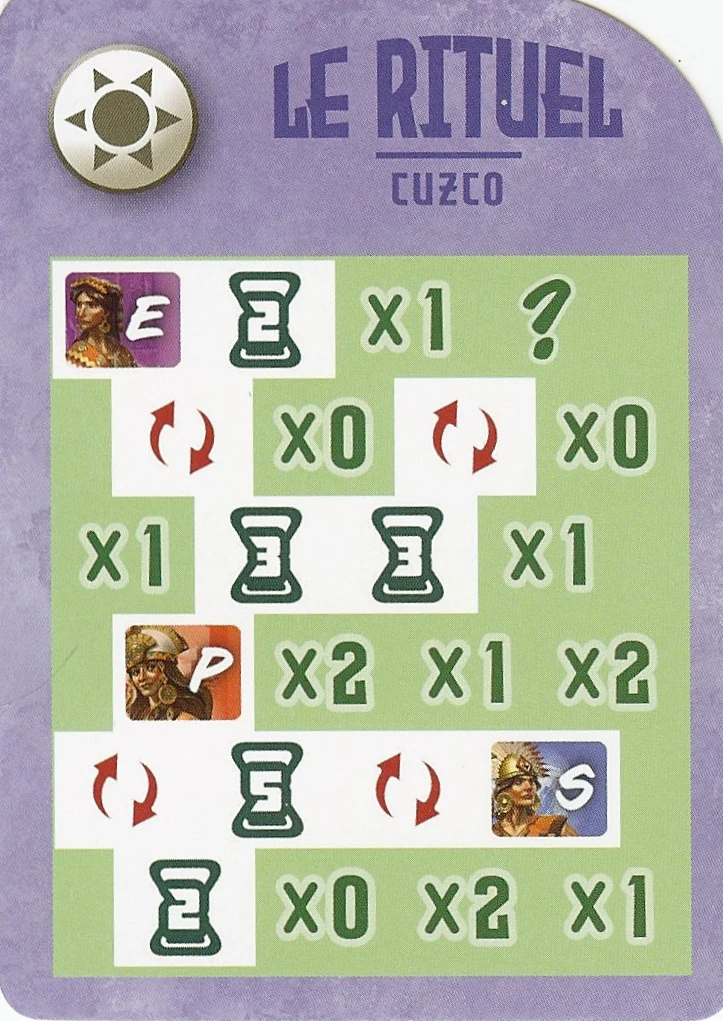 LE RITUEL
CUZCO
E 2 X1 ?
X0 X0
X1 3 3 X1
P X2 X1 X2
5 S
2 X0 X2 X1